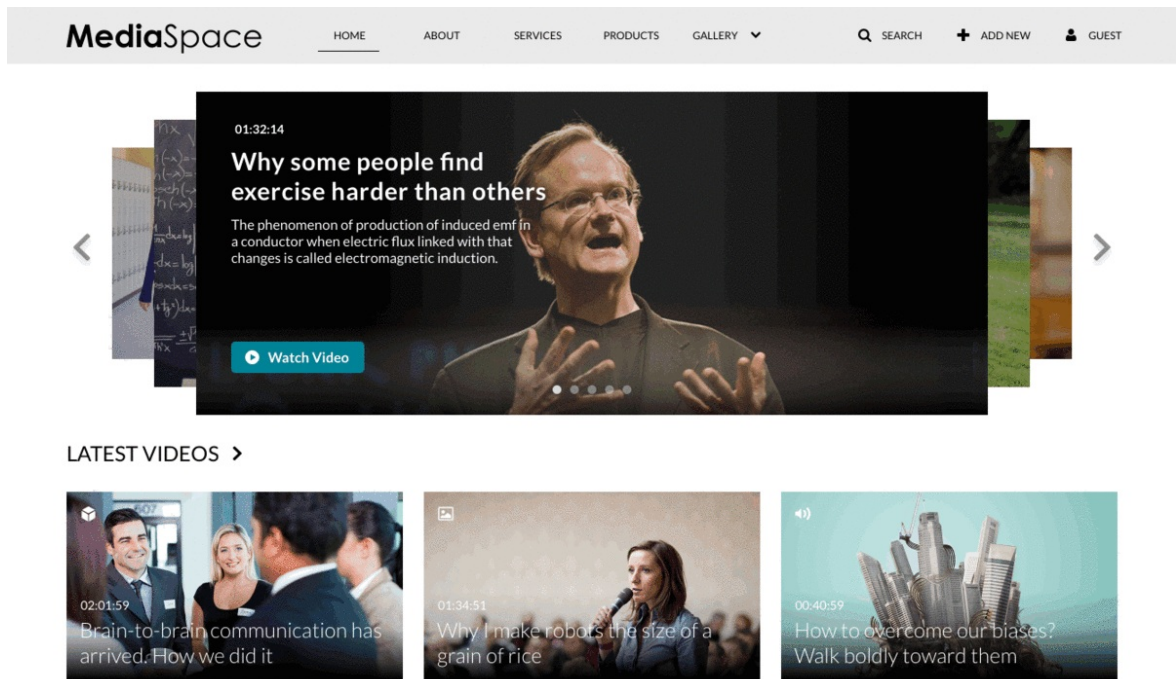 MediaSpace
HOME
ABOUT
SERVICES
PRODUCTS
GALLERY
SEARCH
ADD NEW
GUEST
01:32:14
Why some people find
exercise harder than others
The phenomenon of production of induced emf in
a conductor when electric flux linked with that
changes is called electromagnetic induction.
Watch Video
LATEST VIDEOS
607
02:01:59
Brain-to-brain communication has
arrived. How we did it
01:34:51
Why I make robots the size of a
grain of rice
00:40:59
How to overcome our biases?
Walk boldly toward them